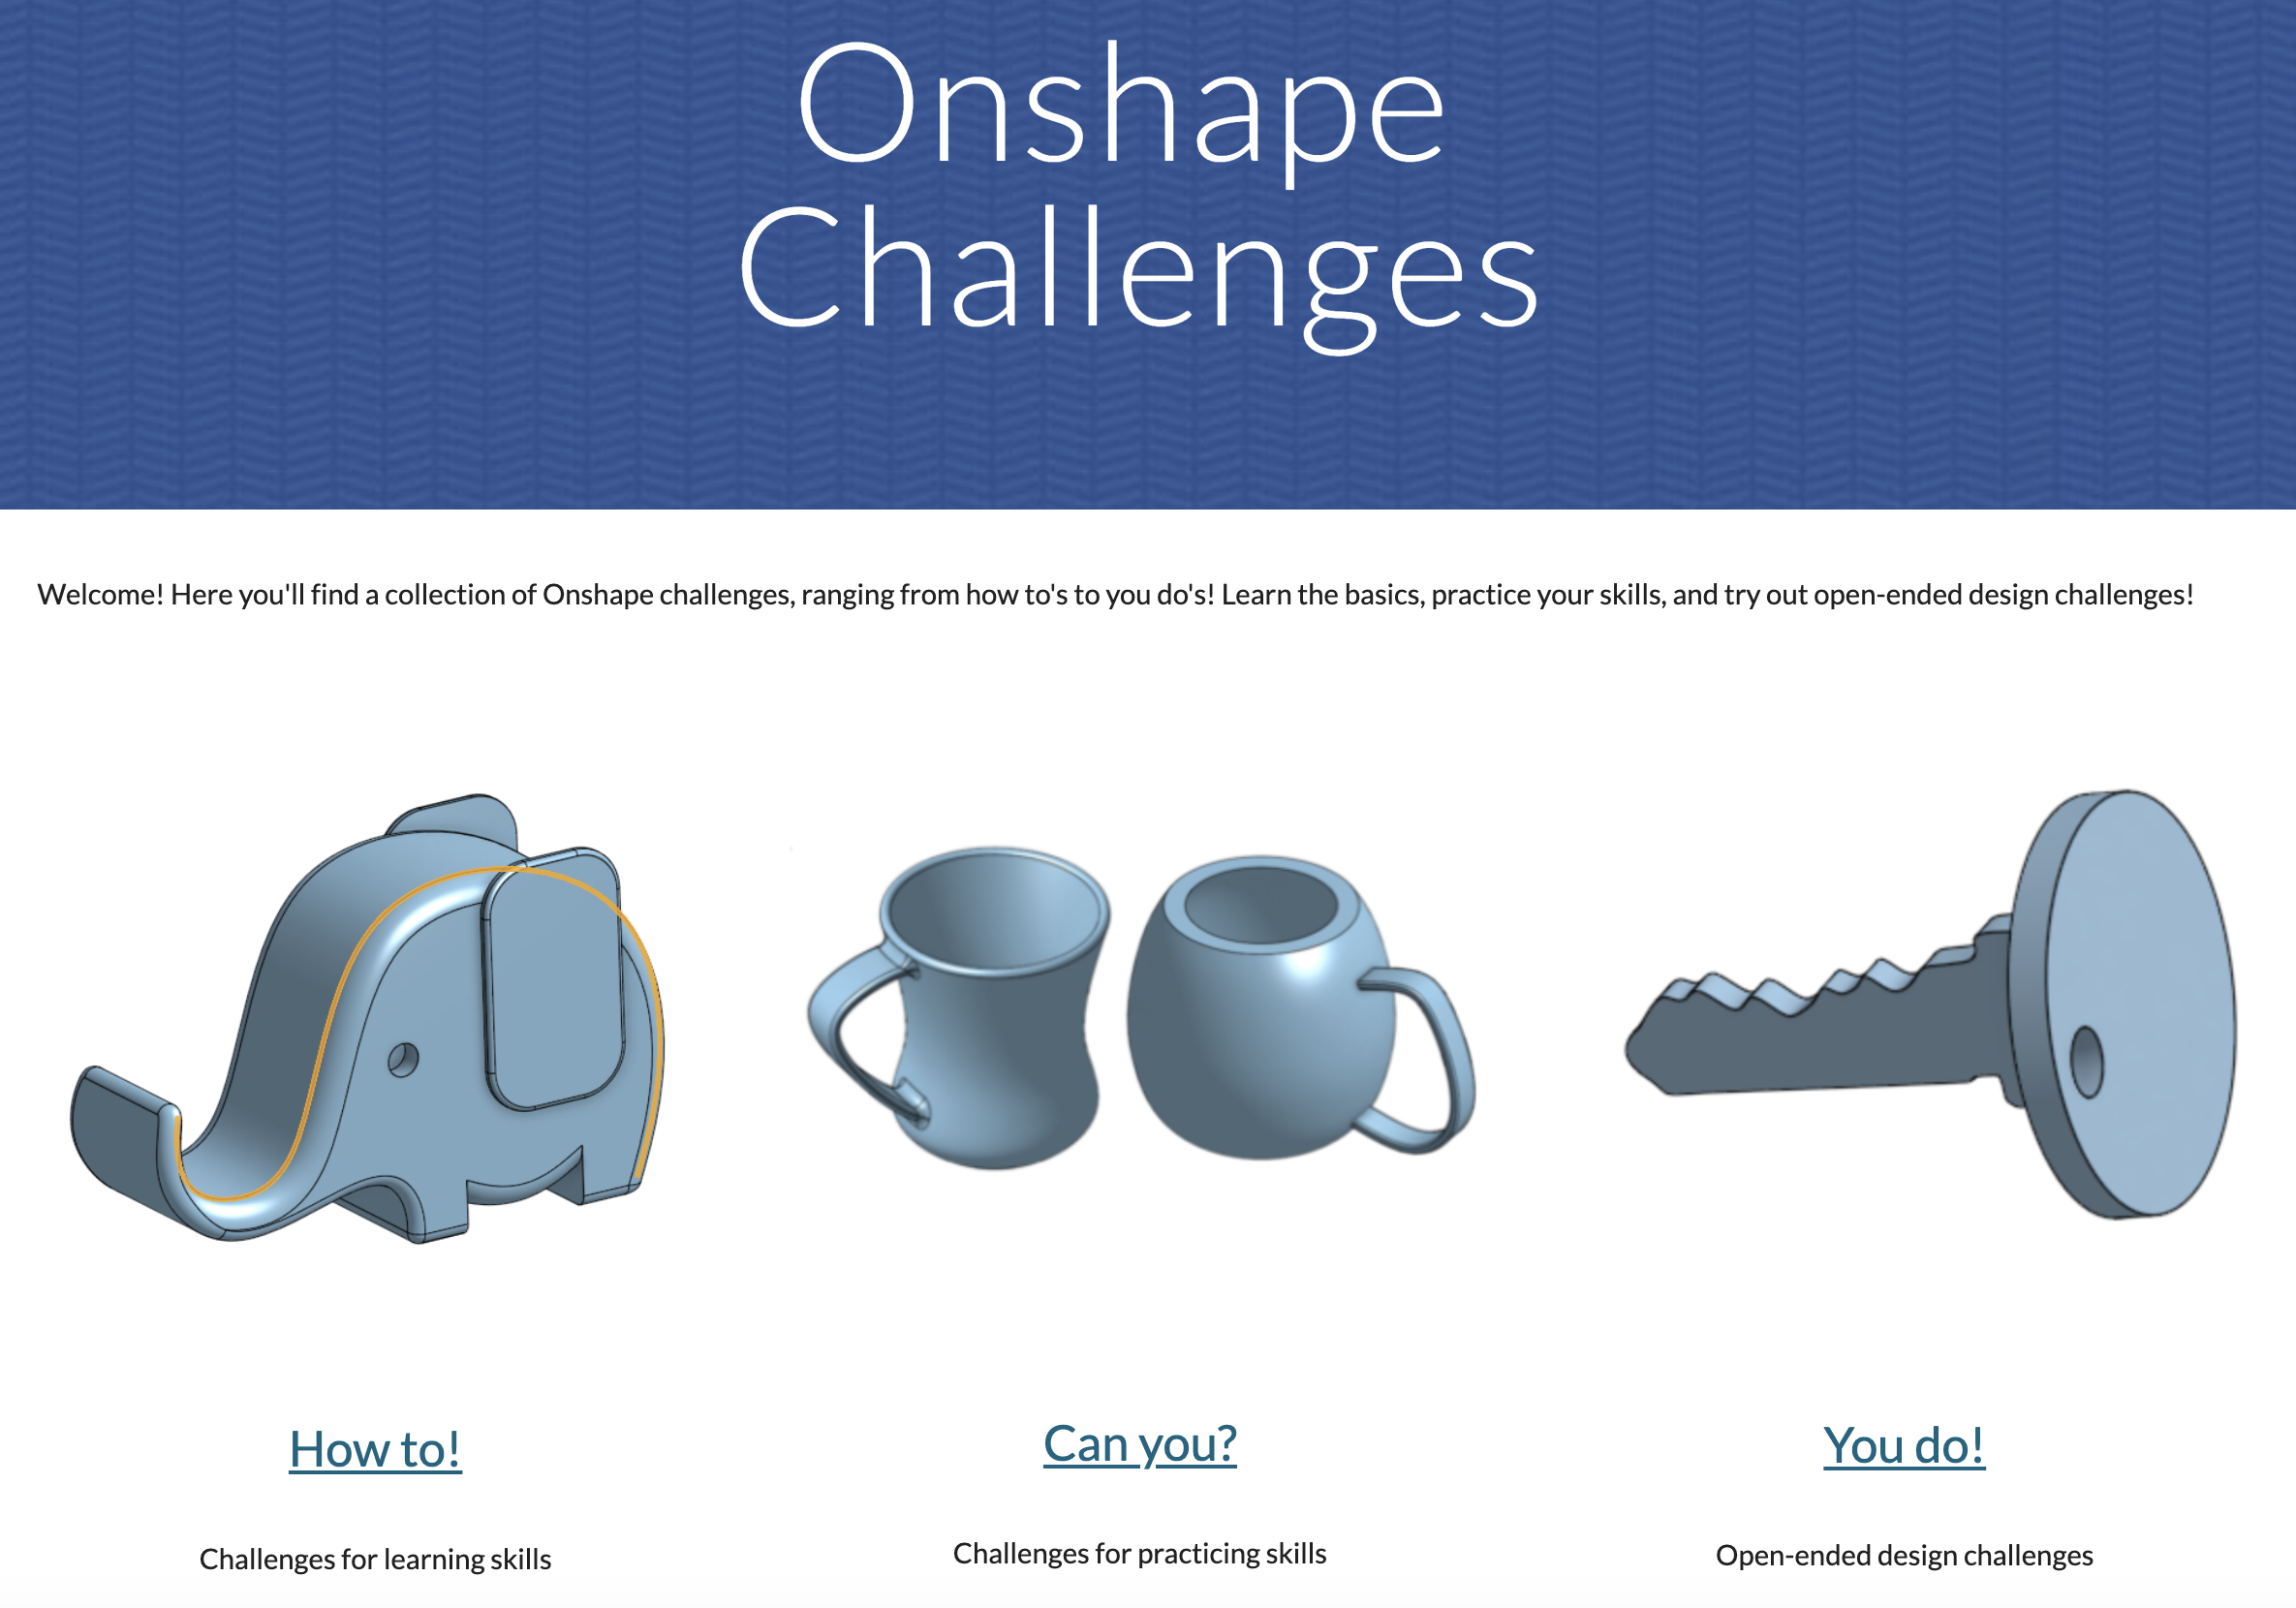 Onshape
Challenges
Welcome! Here you'll find a collection of Onshape challenges, ranging from how to's to you do's! Learn the basics, practice your skills, and try out open-ended design challenges!
How to!
Can you?
You do!
Challenges for learning skills
Challenges for practicing skills
Open-ended design challenges